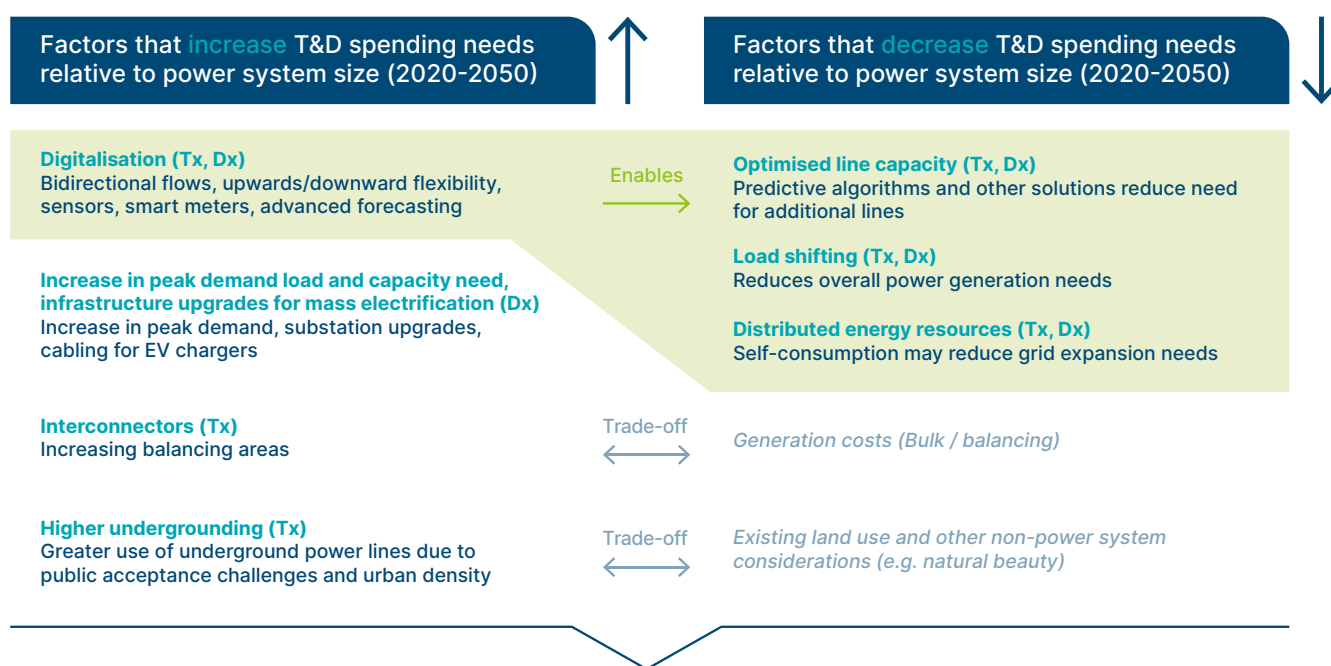 Factors that increase T&D spending needs
relative to power system size (2020-2050)
Factors that decrease T&D spending needs
relative to power system size (2020-2050)
Digitalisation (Tx, Dx)
Bidirectional flows, upwards/downward flexibility,
sensors, smart meters, advanced forecasting
Enables
Optimised line capacity (Tx, Dx)
Predictive algorithms and other solutions reduce need
for additional lines
Load shifting (Tx, Dx)
Reduces overall power generation needs
Distributed energy resources (Tx, Dx)
Self-consumption may reduce grid expansion needs
Increase in peak demand load and capacity need,
infrastructure upgrades for mass electrification (Dx)
Increase in peak demand, substation upgrades,
cabling for EV chargers
Interconnectors (Tx)
Increasing balancing areas
Trade-off
Generation costs (Bulk / balancing)
Higher undergrounding (Tx)
Greater use of underground power lines due to
public acceptance challenges and urban density
Trade-off
Existing land use and other non-power system
considerations (e.g. natural beauty)